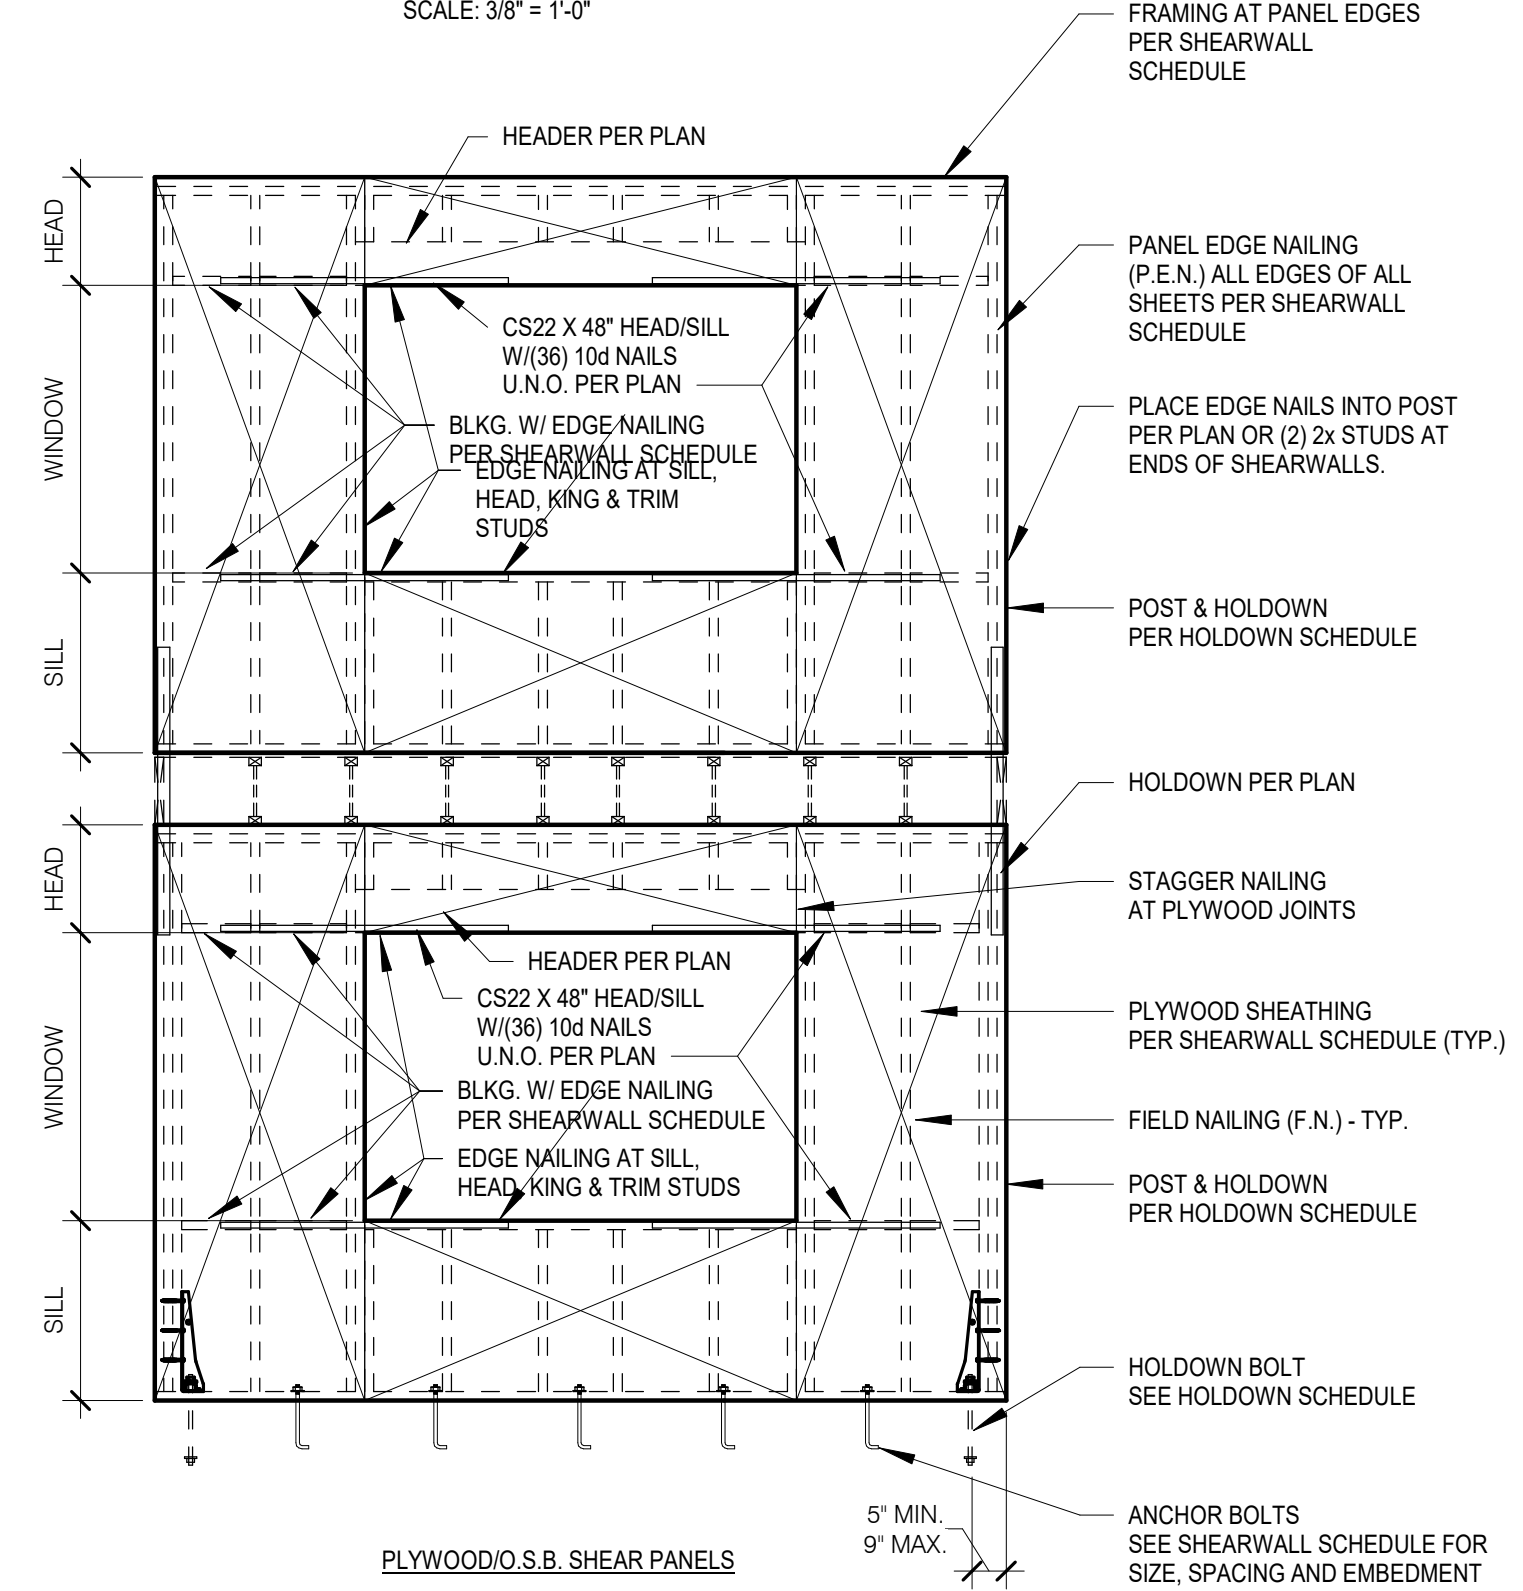 SCALE: 3/8" = 1'-0"
FRAMING AT PANEL EDGES
PER SHEARWALL
SCHEDULE
HEADER PER PLAN
HEAD
PANEL EDGE NAILING
(P.E.N.) ALL EDGES OF ALL
SHEETS PER SHEARWALL
SCHEDULE
CS22 X 48" HEAD/SILL
W/(36) 10d NAILS
U.N.O. PER PLAN
WINDOW
BLKG. W/ EDGE NAILING
PER SHEARWALL SCHEDULE
EDGE NAILING AT SILL,
HEAD, KING & TRIM
STUDS
PLACE EDGE NAILS INTO POST
PER PLAN OR (2) 2x STUDS AT
ENDS OF SHEARWALLS.
POST & HOLDOWN
PER HOLDOWN SCHEDULE
SILL
HOLDOWN PER PLAN
HEAD
STAGGER NAILING
AT PLYWOOD JOINTS
HEADER PER PLAN
CS22 X 48" HEAD/SILL
W/(36) 10d NAILS
U.N.O. PER PLAN
PLYWOOD SHEATHING
PER SHEARWALL SCHEDULE (TYP.)
WINDOW
BLKG. W/ EDGE NAILING
PER SHEARWALL SCHEDULE
FIELD NAILING (F.N.) - TYP.
EDGE NAILING AT SILL,
HEAD, KING & TRIM STUDS
POST & HOLDOWN
PER HOLDOWN SCHEDULE
SILL
HOLDOWN BOLT
SEE HOLDOWN SCHEDULE
5" MIN.
9" MAX.
ANCHOR BOLTS
SEE SHEARWALL SCHEDULE FOR
SIZE, SPACING AND EMBEDMENT
PLYWOOD/O.S.B. SHEAR PANELS